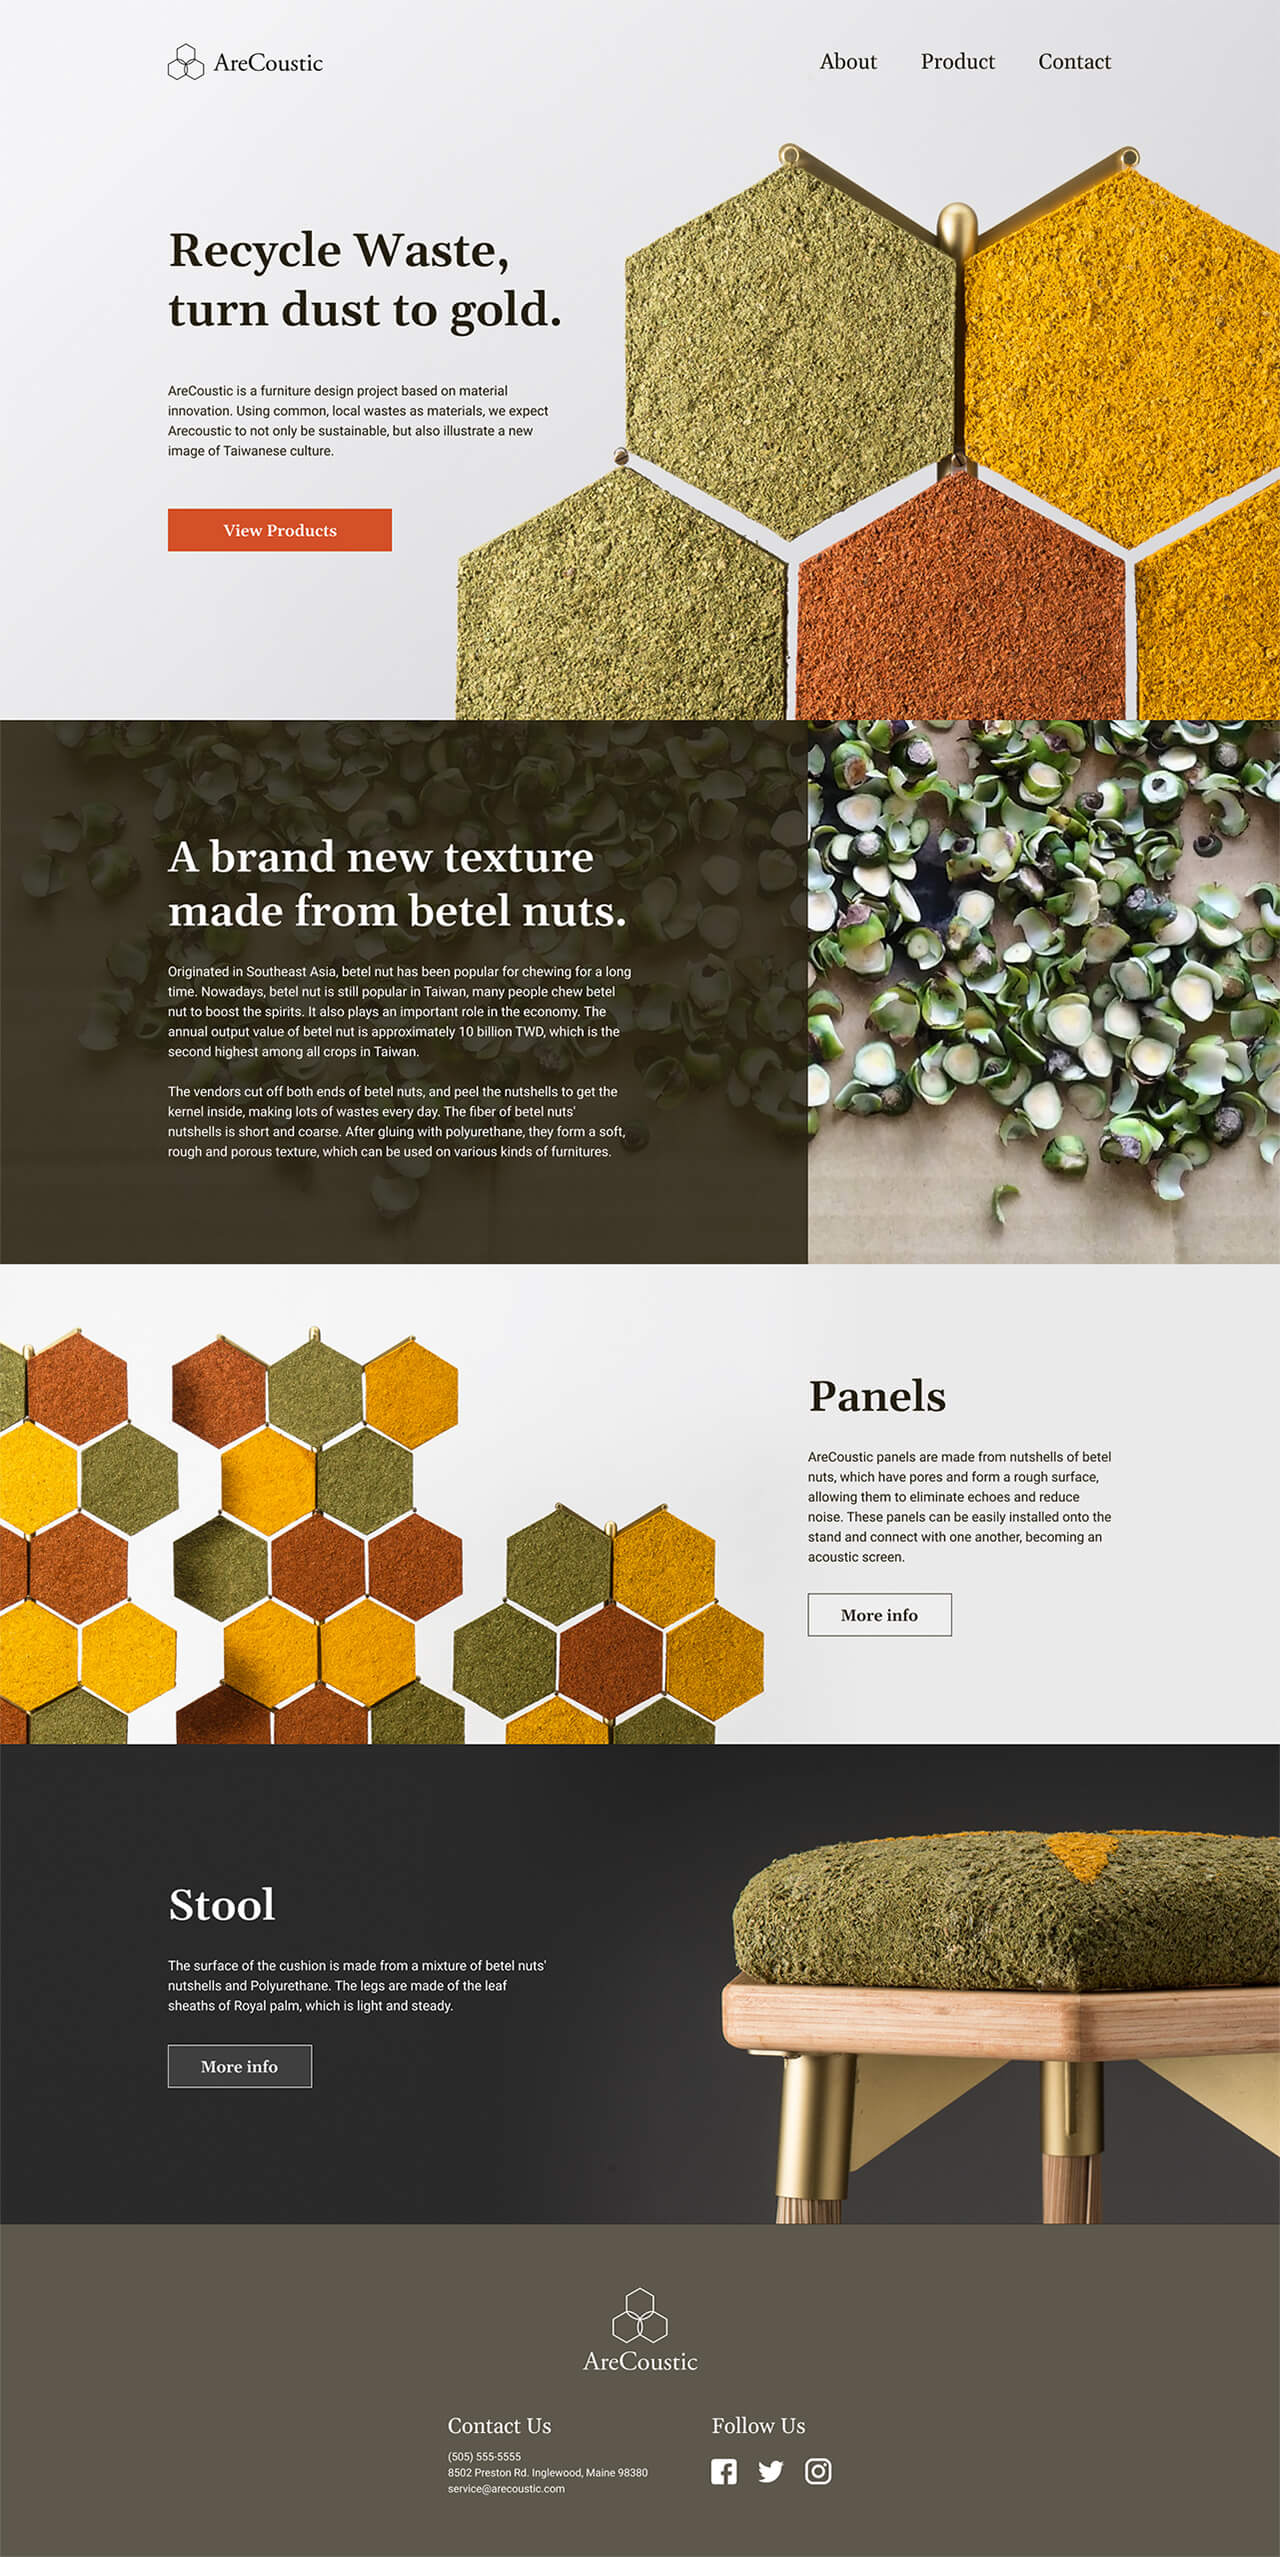 AreCoustic
About Product Contact
Recycle Waste,
turn dust to gold.
AreCoustic is a furniture design project based on material
innovation. Using common, local wastes as materials, we expect
Arecoustic to not only be sustainable, but also illustrate a new
image of Taiwanese culture.
View Products
A brand new texture
made from betel nuts.
Originated in Southeast Asia, betel nut has been popular for chewing for a long
time. Nowadays, betel nut is still popular in Taiwan, many people chew betel
nut to boost the spirits. It also plays an important role in the economy. The
annual output value of betel nut is approximately 10 billion TWD, which is the
second highest among all crops in Taiwan.
The vendors cut off both ends of betel nuts, and peel the nutshells to get the
kernel inside, making lots of wastes every day. The fiber of betel nuts'
nutshells is short and coarse. After gluing with polyurethane, they form a soft,
rough and porous texture, which can be used on various kinds of furnitures.
Panels
AreCoustic panels are made from nutshells of betel
nuts, which have pores and form a rough surface,
allowing them to eliminate echoes and reduce
noise. These panels can be easily installed onto the
stand and connect with one another, becoming an
acoustic screen.
More info
Stool
The surface of the cushion is made from a mixture of betel nuts'
nutshells and Polyurethane. The legs are made of the leaf
sheaths of Royal palm, which is light and steady.
More info
AreCoustic
Contact Us
(505) 555-5555
8502 Preston Rd. Inglewood, Maine 98380
service@arecoustic.com
Follow Us